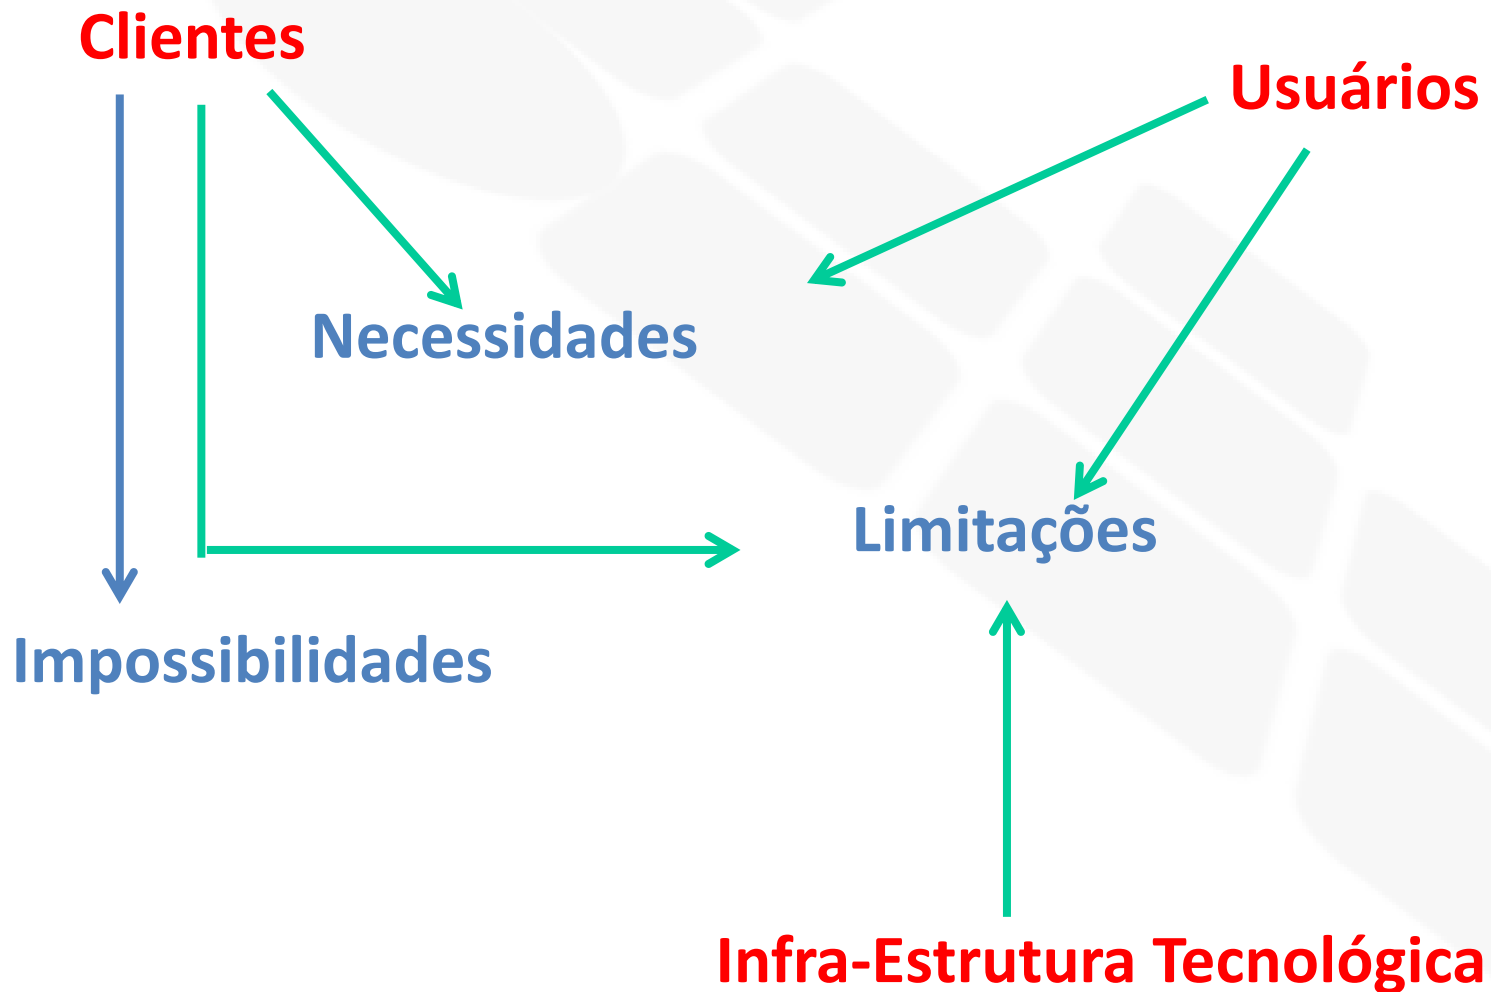 Clientes
Usuários
Necessidades
Limitações
Impossibilidades
Infra-Estrutura Tecnológica